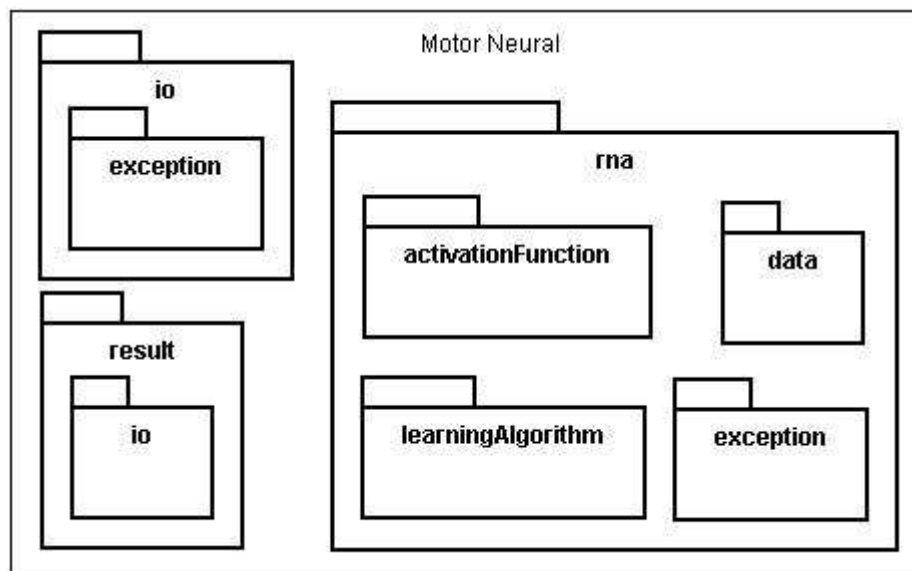 Motor Neural
io
exception
result
io
rna
activationFunction
data
learningAlgorithm
exception